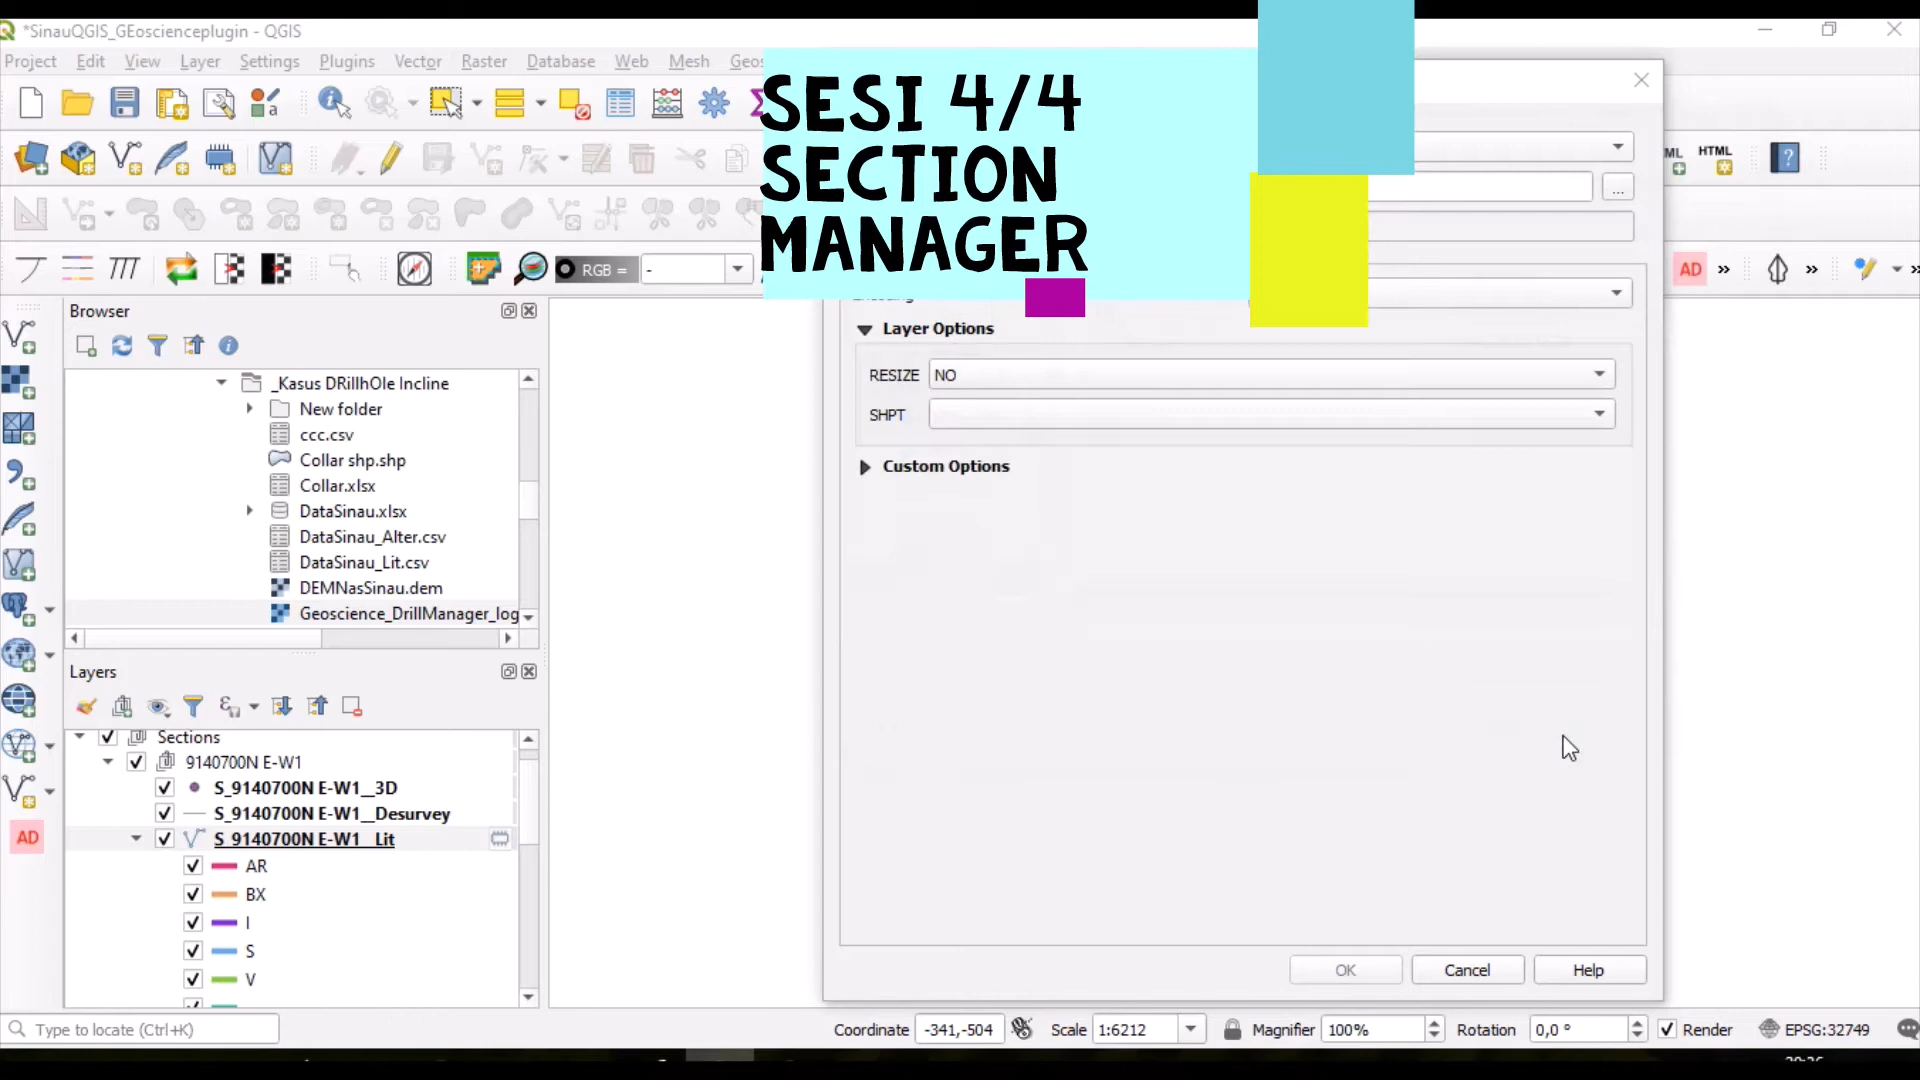 *SinauQGIS_GEoscienceplugin - QGIS
Project Edit View Layer Settings Plugins Vector Raster Database Web Mesh
SESI 4/4
SECTION
MANAGER
HTML
...
RGB =
-
AD
»
»
»
Browser
_Kasus DRillhOle Incline
New folder
ccc.csv
Collar shp.shp
Collar.xlsx
DataSinau.xlsx
DataSinau_Alter.csv
DataSinau_Lit.csv
DEMNasSinau.dem
Geoscience_DrillManager_log
Layers
Sections
9140700N E-W1
S_9140700N E-W1__3D
S_9140700N E-W1__Desurvey
S_9140700N E-W1__Lit
AR
BX
I
S
V
AD
Layer Options
RESIZE NO
SHPT
Custom Options
OK Cancel Help
Type to locate (Ctrl+K)
Coordinate -341,-504 Scale 1:6212 Magnifier 100% Rotation 0,0 ° Render EPSG:32749